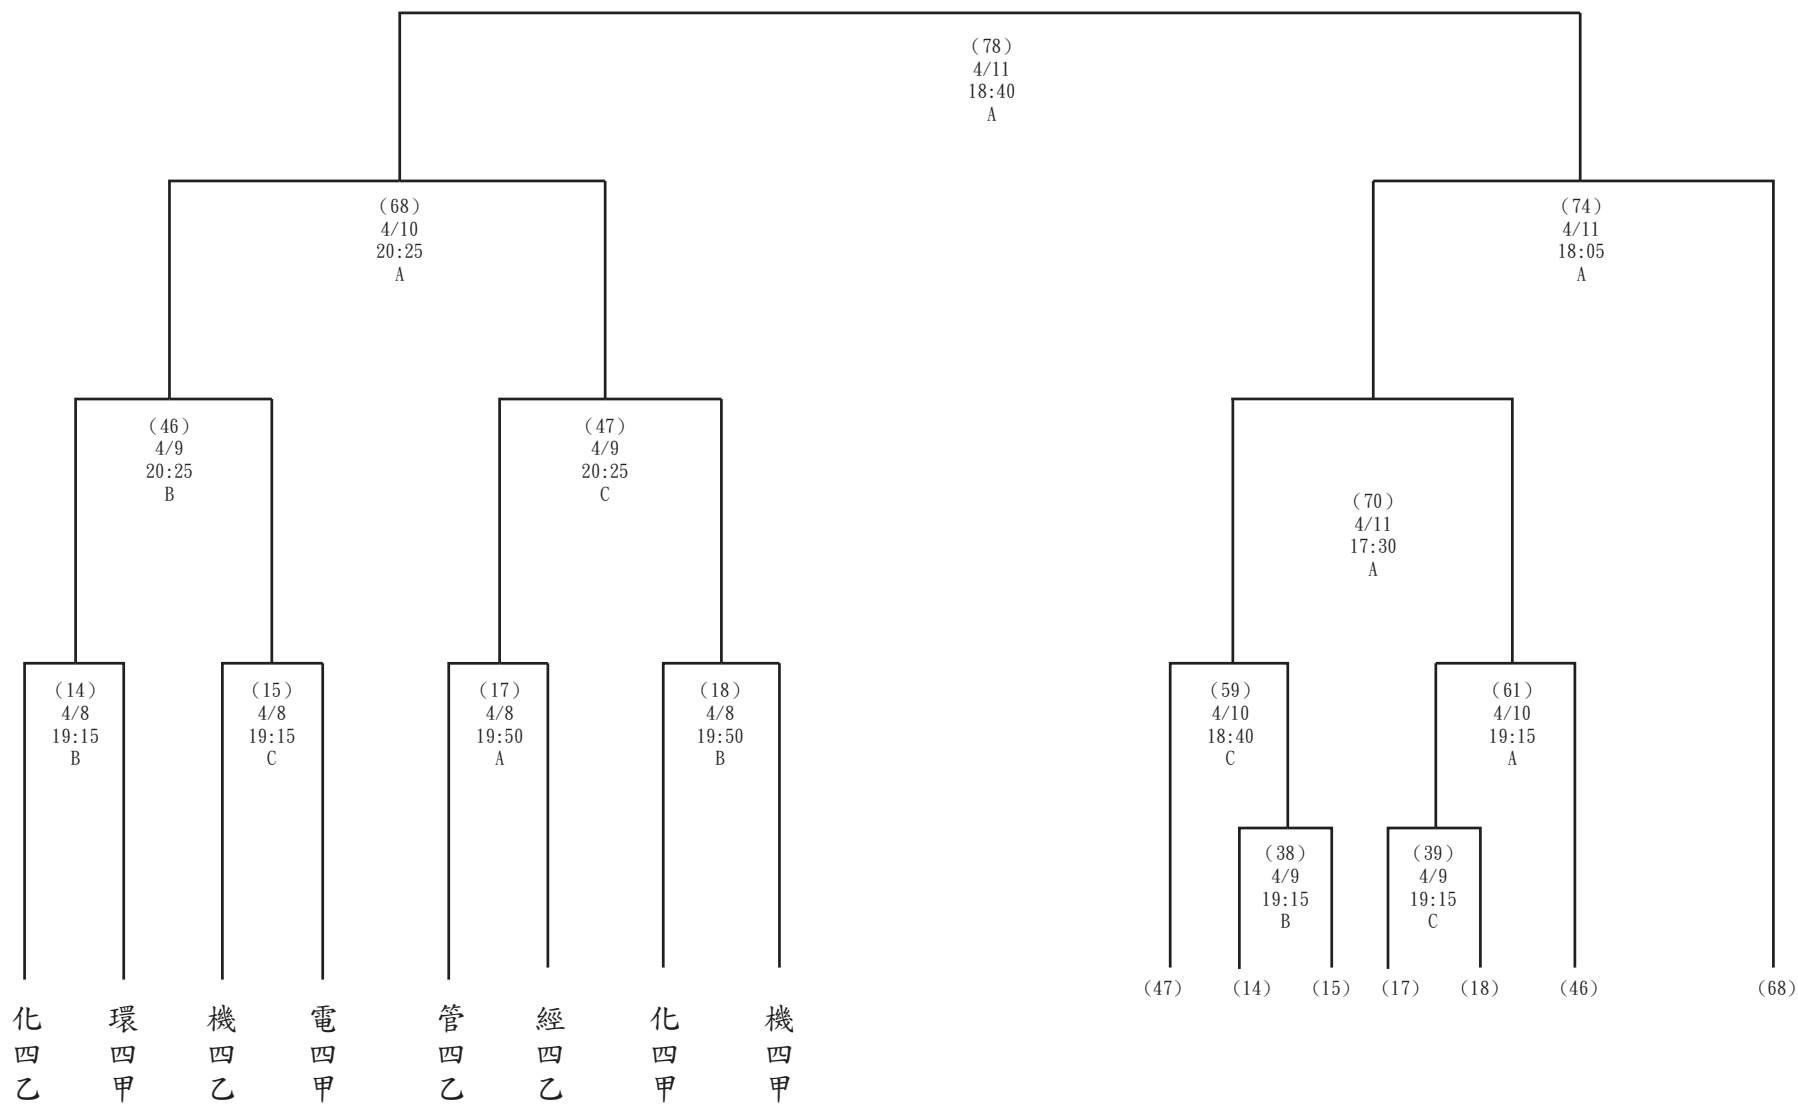 （78）
4/11
18:40
A
（68）
4/10
20:25
A
（74）
4/11
18:05
A
（46）
4/9
20:25
B
（47）
4/9
20:25
C
（70）
4/11
17:30
A
（14）
4/8
19:15
B
（15）
4/8
19:15
C
（17）
4/8
19:50
A
（18）
4/8
19:50
B
（59）
4/10
18:40
C
（61）
4/10
19:15
A
（38）
4/9
19:15
B
（39）
4/9
19:15
C
（47）
（14）
（15）
（17）
（18）
（46）
（68）
化四乙
環四甲
機四乙
電四甲
管四乙
經四乙
化四甲
機四甲